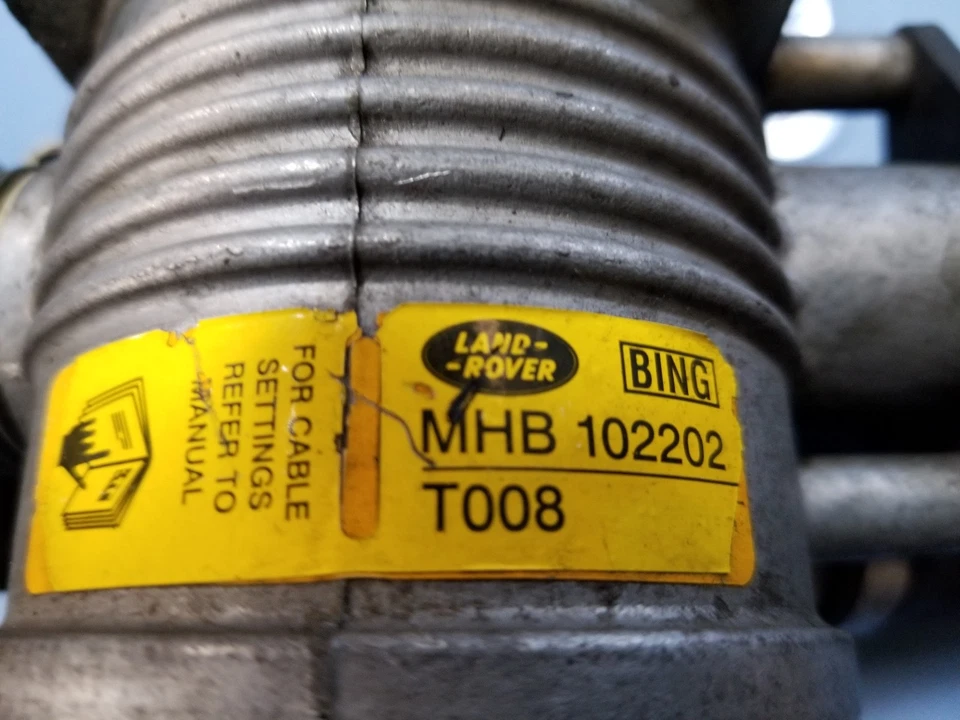 FOR CABLE
SETTINGS
REFER TO
MANUAL
LAND-
-ROVER
BING
MHB 102202
T008